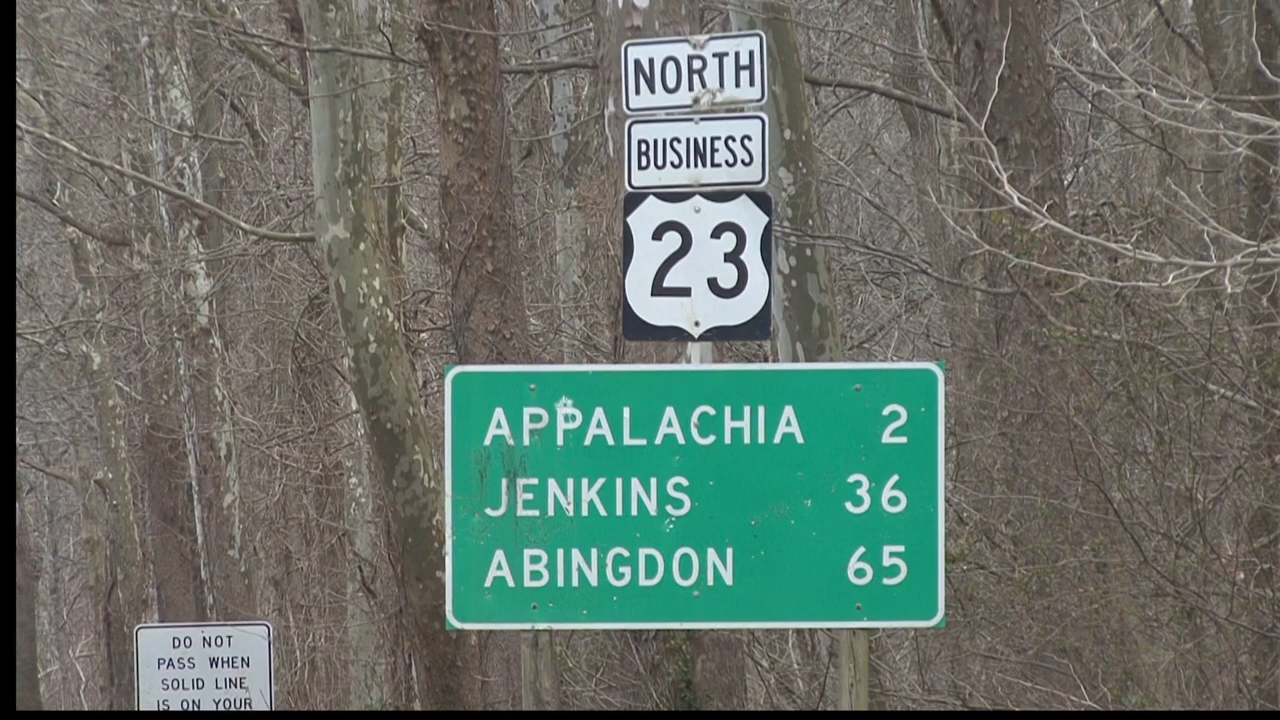 NORTH
BUSINESS
23
APPALACHIA 2
JENKINS 36
ABINGDON 65
DO NOT
PASS WHEN
SOLID LINE
IS ON YOUR